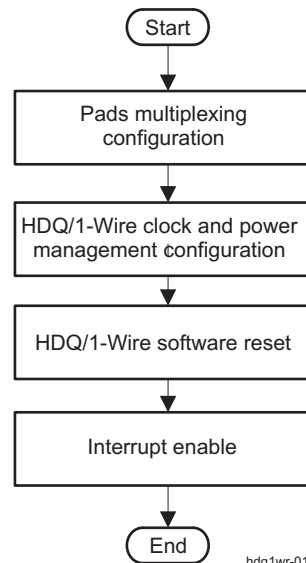 Start
Pads multiplexing
configuration
HDQ/1-Wire clock and power
management configuration
HDQ/1-Wire software reset
Interrupt enable
End
hdq1wr-01